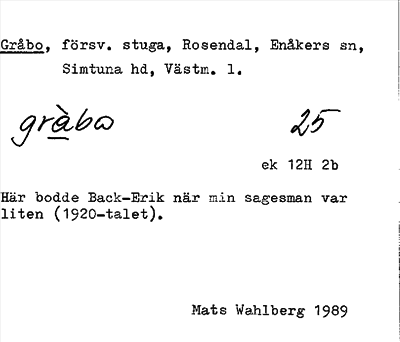 Gråbo, försv. stuga, Rosendal, Enåkers sn,
Simtuna hd, Västm. l.
gràbω 25
ek 12H 2b
Här bodde Back-Erik när min sagesman var
liten (1920-talet).
Mats Wahlberg 1989